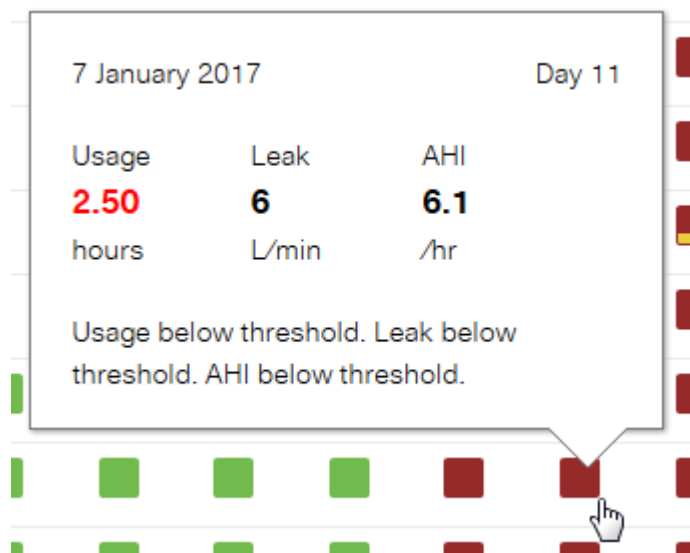 7 January 2017 Day 11
Usage Leak AHI
2.50 6 6.1
hours L/min /hr
Usage below threshold. Leak below
threshold. AHI below threshold.